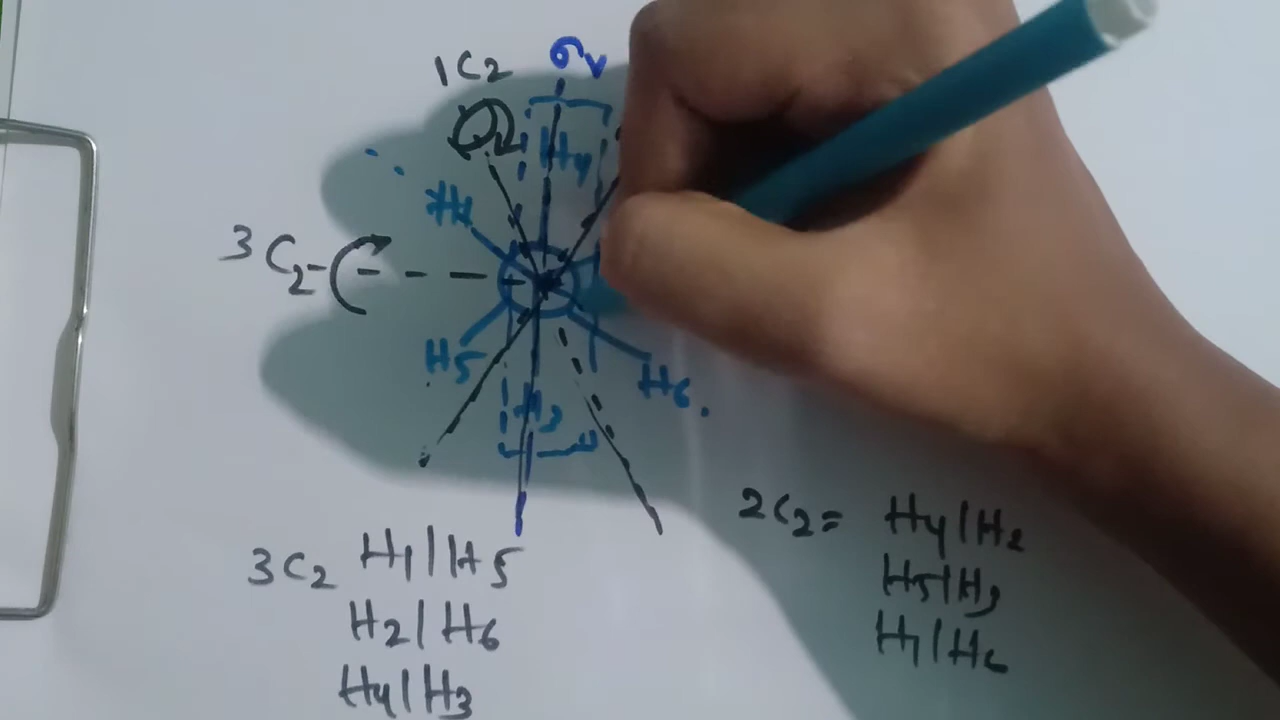 σv
1C2
H4
H1
3C2
H5
H6
H3
3C2 H1|H5
H2|H6
H4|H3
2C2= H4|H2
H5|H3
H1|H6